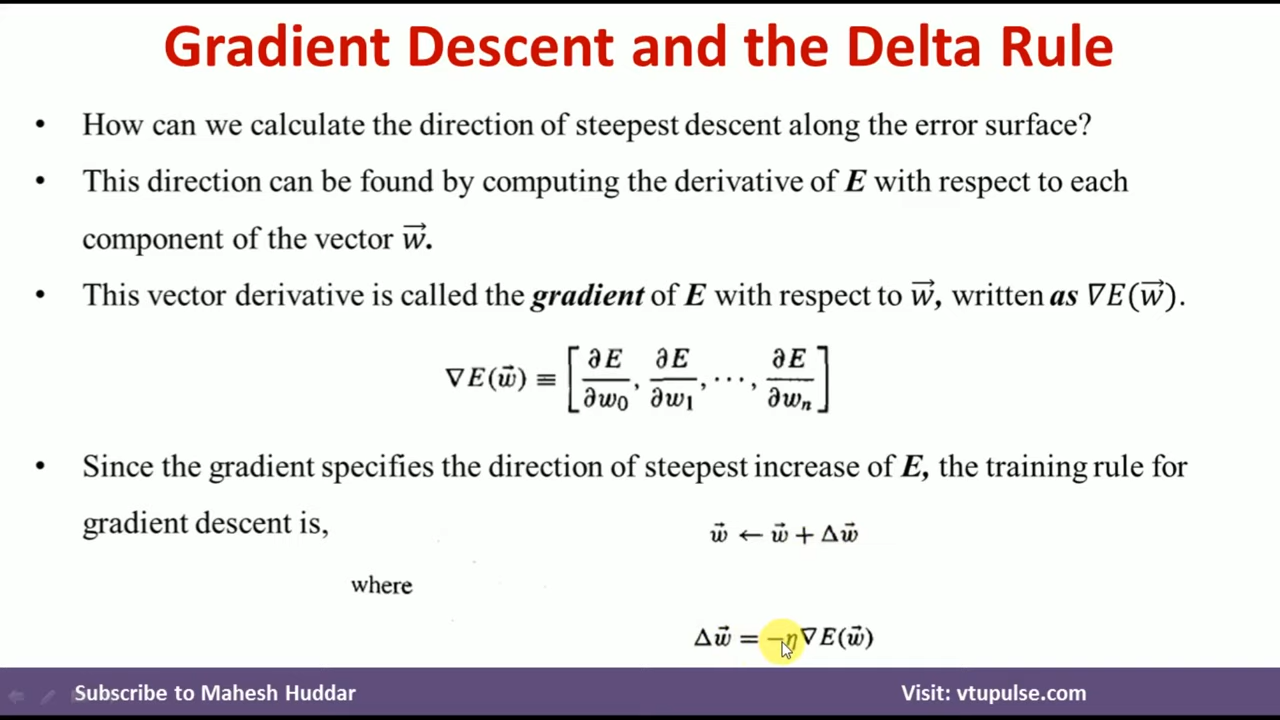 Gradient Descent and the Delta Rule
• How can we calculate the direction of steepest descent along the error surface?
• This direction can be found by computing the derivative of E with respect to each
component of the vector w⃗.
• This vector derivative is called the gradient of E with respect to w⃗, written as ∇E(w⃗).
∇E(w⃗) ≡ [∂E/∂w₀, ∂E/∂w₁, ⋯, ∂E/∂wₙ]
• Since the gradient specifies the direction of steepest increase of E, the training rule for
gradient descent is,
w⃗ ← w⃗ + Δw⃗
where
Δw⃗ = −η∇E(w⃗)
Subscribe to Mahesh Huddar
Visit: vtupulse.com